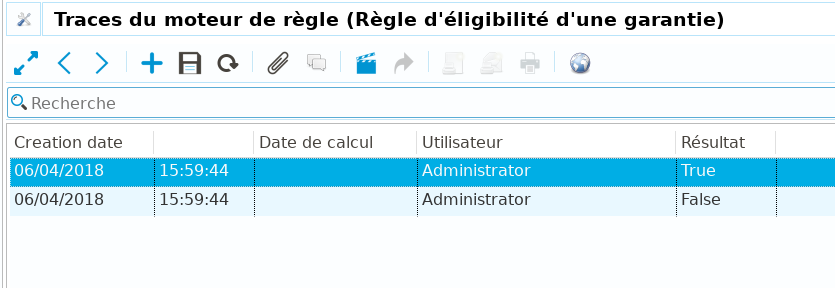 Traces du moteur de règle (Règle d'éligibilité d'une garantie)
Recherche
Creation date Date de calcul Utilisateur Résultat
06/04/2018 15:59:44 Administrator True
06/04/2018 15:59:44 Administrator False